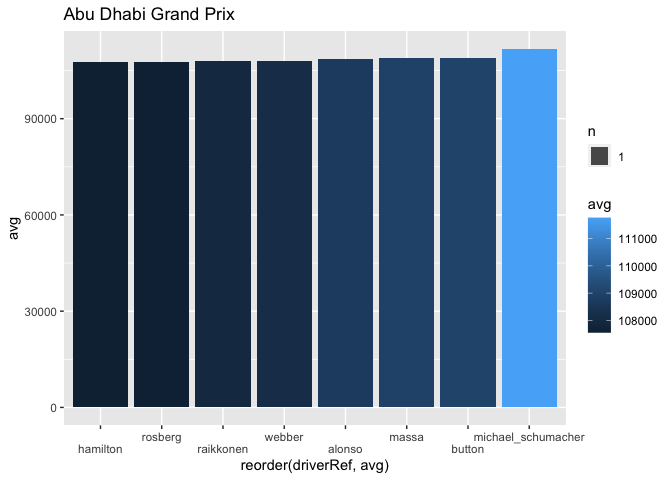 Abu Dhabi Grand Prix
avg
90000
60000
30000
0
hamilton
rosberg
raikkonen
webber
alonso
massa
button
michael_schumacher
reorder(driverRef, avg)
n
1
avg
111000
110000
109000
108000